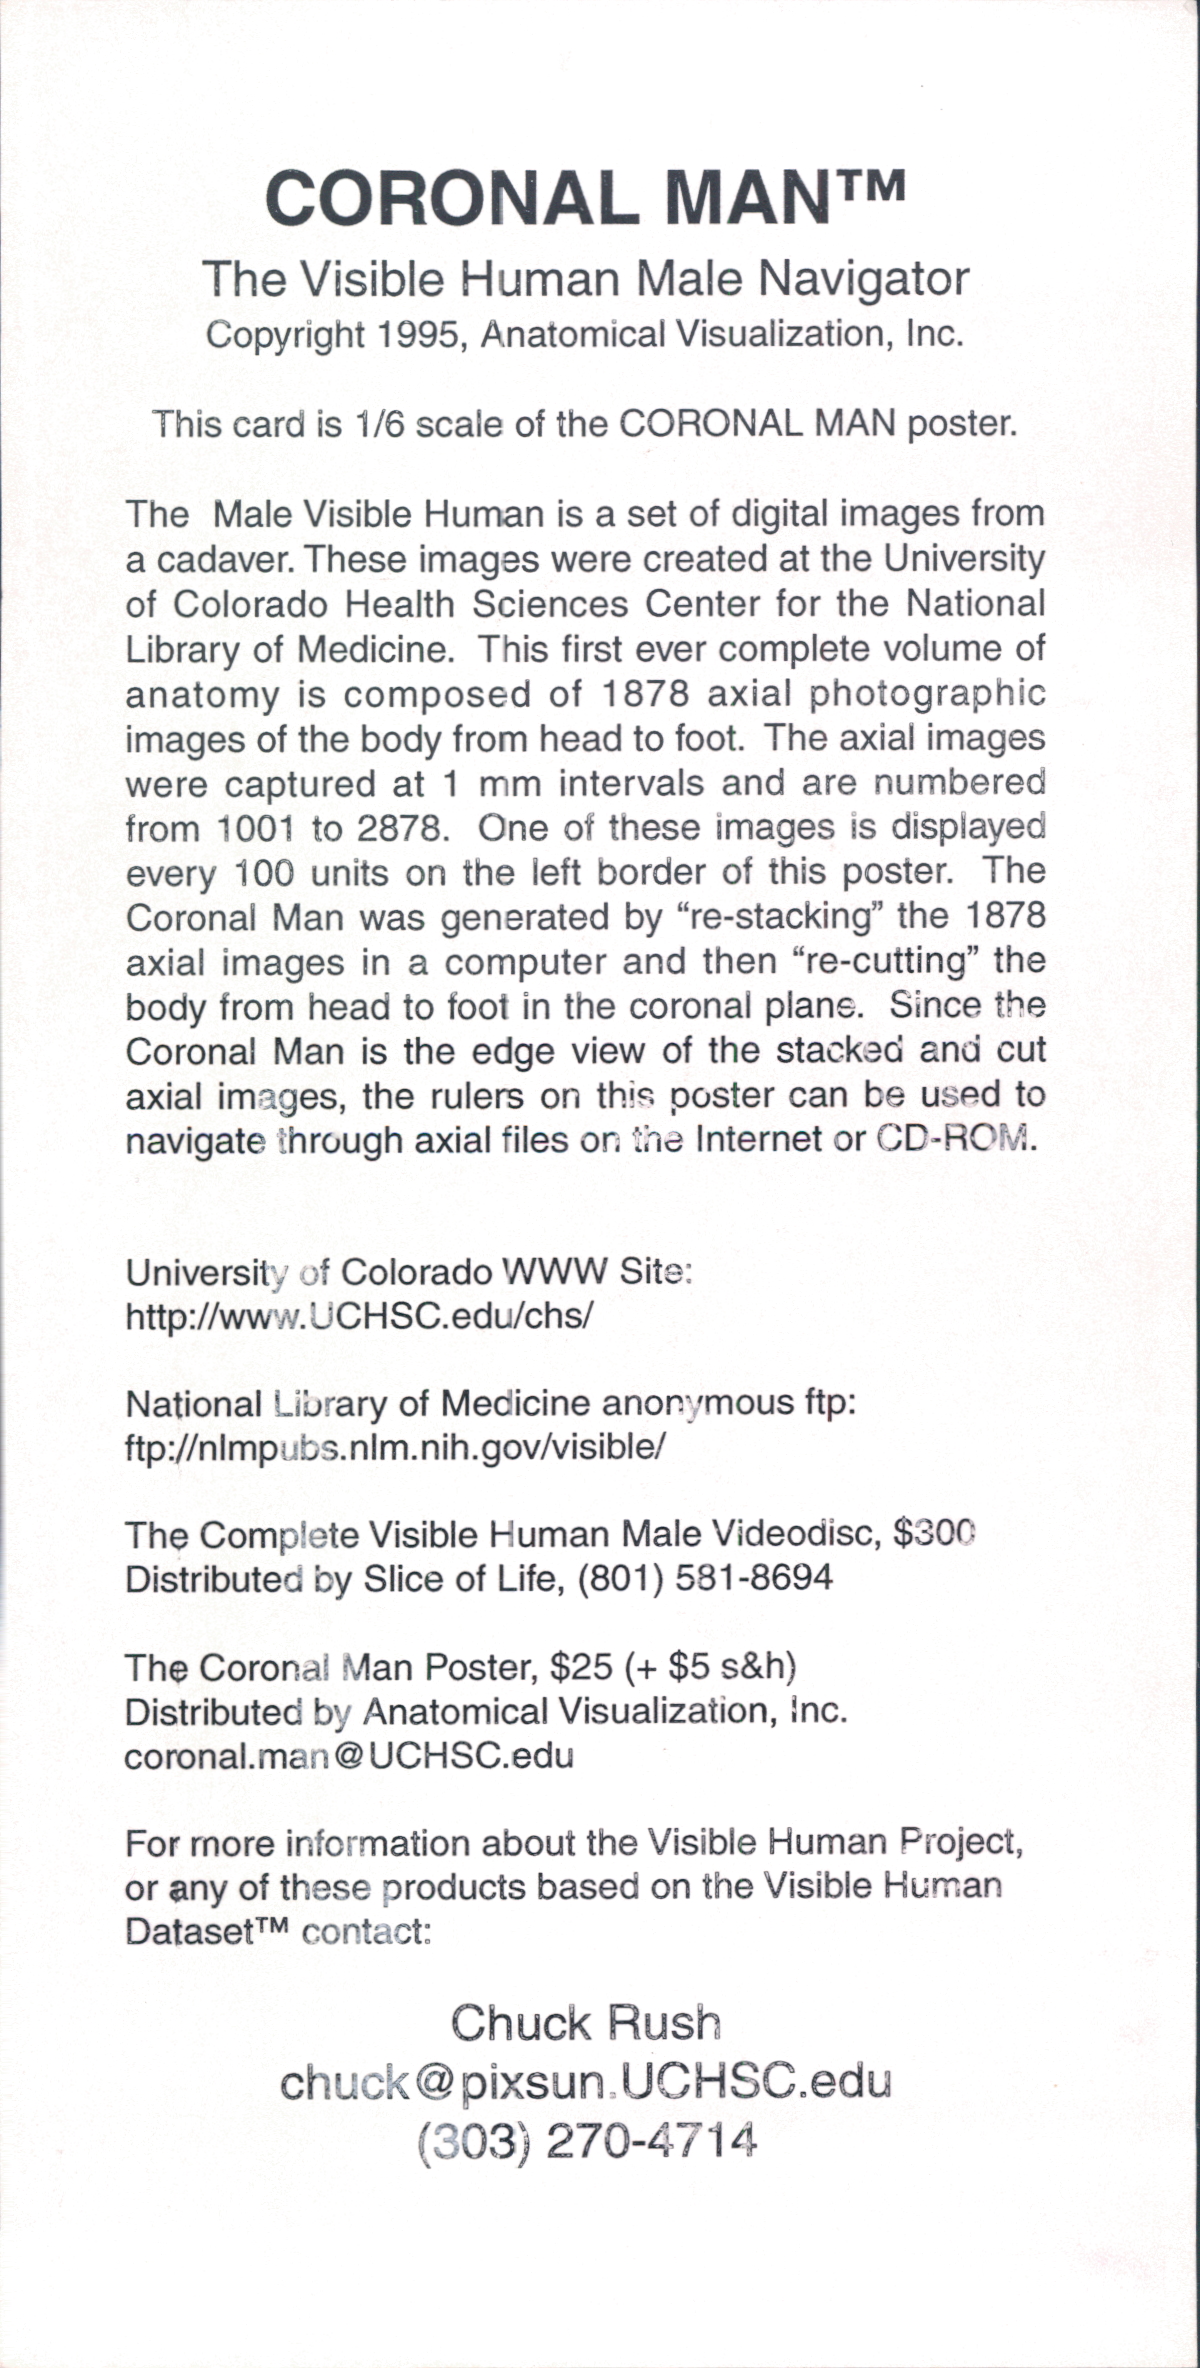 CORONAL MAN™
The Visible Human Male Navigator
Copyright 1995, Anatomical Visualization, Inc.
This card is 1/6 scale of the CORONAL MAN poster.
The Male Visible Human is a set of digital images from
a cadaver. These images were created at the University
of Colorado Health Sciences Center for the National
Library of Medicine. This first ever complete volume of
anatomy is composed of 1878 axial photographic
images of the body from head to foot. The axial images
were captured at 1 mm intervals and are numbered
from 1001 to 2878. One of these images is displayed
every 100 units on the left border of this poster. The
Coronal Man was generated by “re-stacking” the 1878
axial images in a computer and then “re-cutting” the
body from head to foot in the coronal plane. Since the
Coronal Man is the edge view of the stacked and cut
axial images, the rulers on this poster can be used to
navigate through axial files on the Internet or CD-ROM.
University of Colorado WWW Site:
http://www.UCHSC.edu/chs/
National Library of Medicine anonymous ftp:
ftp://nlmpubs.nlm.nih.gov/visible/
The Complete Visible Human Male Videodisc, $300
Distributed by Slice of Life, (801) 581-8694
The Coronal Man Poster, $25 (+ $5 s&h)
Distributed by Anatomical Visualization, Inc.
coronal.man@UCHSC.edu
For more information about the Visible Human Project,
or any of these products based on the Visible Human
Dataset™ contact:
Chuck Rush
chuck@pixsun.UCHSC.edu
(303) 270-4714